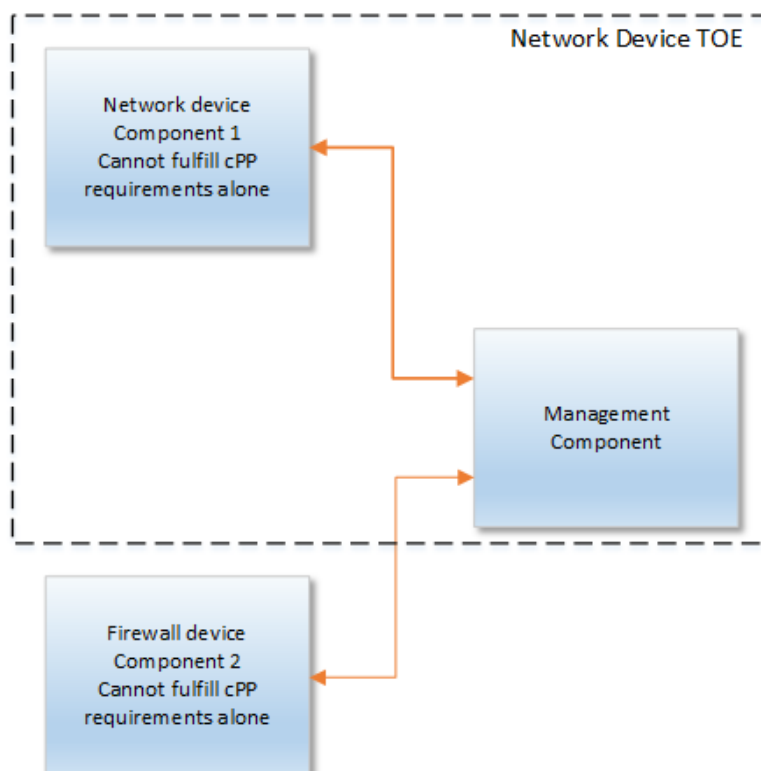 Network Device TOE
Network device
Component 1
Cannot fulfill cPP
requirements alone
Management
Component
Firewall device
Component 2
Cannot fulfill cPP
requirements alone